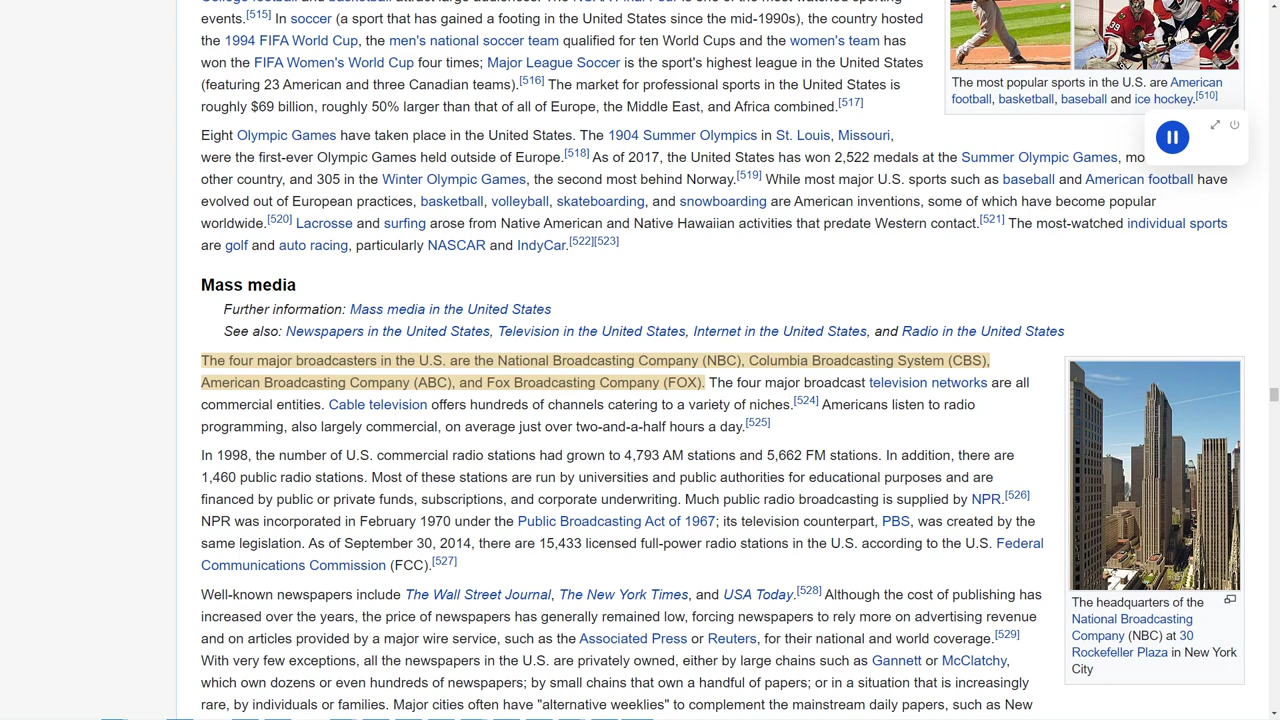 events.[515] In soccer (a sport that has gained a footing in the United States since the mid-1990s), the country hosted
the 1994 FIFA World Cup, the men's national soccer team qualified for ten World Cups and the women's team has
won the FIFA Women's World Cup four times; Major League Soccer is the sport's highest league in the United States
(featuring 23 American and three Canadian teams).[516] The market for professional sports in the United States is
roughly $69 billion, roughly 50% larger than that of all of Europe, the Middle East, and Africa combined.[517]
The most popular sports in the U.S. are American
football, basketball, baseball and ice hockey.[510]
Eight Olympic Games have taken place in the United States. The 1904 Summer Olympics in St. Louis, Missouri,
were the first-ever Olympic Games held outside of Europe.[518] As of 2017, the United States has won 2,522 medals at the Summer Olympic Games,
other country, and 305 in the Winter Olympic Games, the second most behind Norway.[519] While most major U.S. sports such as baseball and American football have
evolved out of European practices, basketball, volleyball, skateboarding, and snowboarding are American inventions, some of which have become popular
worldwide.[520] Lacrosse and surfing arose from Native American and Native Hawaiian activities that predate Western contact.[521] The most-watched individual sports
are golf and auto racing, particularly NASCAR and IndyCar.[522][523]
Mass media
Further information: Mass media in the United States
See also: Newspapers in the United States, Television in the United States, Internet in the United States, and Radio in the United States
The four major broadcasters in the U.S. are the National Broadcasting Company (NBC), Columbia Broadcasting System (CBS),
American Broadcasting Company (ABC), and Fox Broadcasting Company (FOX). The four major broadcast television networks are all
commercial entities. Cable television offers hundreds of channels catering to a variety of niches.[524] Americans listen to radio
programming, also largely commercial, on average just over two-and-a-half hours a day.[525]
In 1998, the number of U.S. commercial radio stations had grown to 4,793 AM stations and 5,662 FM stations. In addition, there are
1,460 public radio stations. Most of these stations are run by universities and public authorities for educational purposes and are
financed by public or private funds, subscriptions, and corporate underwriting. Much public radio broadcasting is supplied by NPR.[526]
NPR was incorporated in February 1970 under the Public Broadcasting Act of 1967; its television counterpart, PBS, was created by the
same legislation. As of September 30, 2014, there are 15,433 licensed full-power radio stations in the U.S. according to the U.S. Federal
Communications Commission (FCC).[527]
Well-known newspapers include The Wall Street Journal, The New York Times, and USA Today.[528] Although the cost of publishing has
increased over the years, the price of newspapers has generally remained low, forcing newspapers to rely more on advertising revenue
and on articles provided by a major wire service, such as the Associated Press or Reuters, for their national and world coverage.[529]
With very few exceptions, all the newspapers in the U.S. are privately owned, either by large chains such as Gannett or McClatchy,
which own dozens or even hundreds of newspapers; by small chains that own a handful of papers; or in a situation that is increasingly
rare, by individuals or families. Major cities often have "alternative weeklies" to complement the mainstream daily papers, such as New
The headquarters of the
National Broadcasting
Company (NBC) at 30
Rockefeller Plaza in New York
City